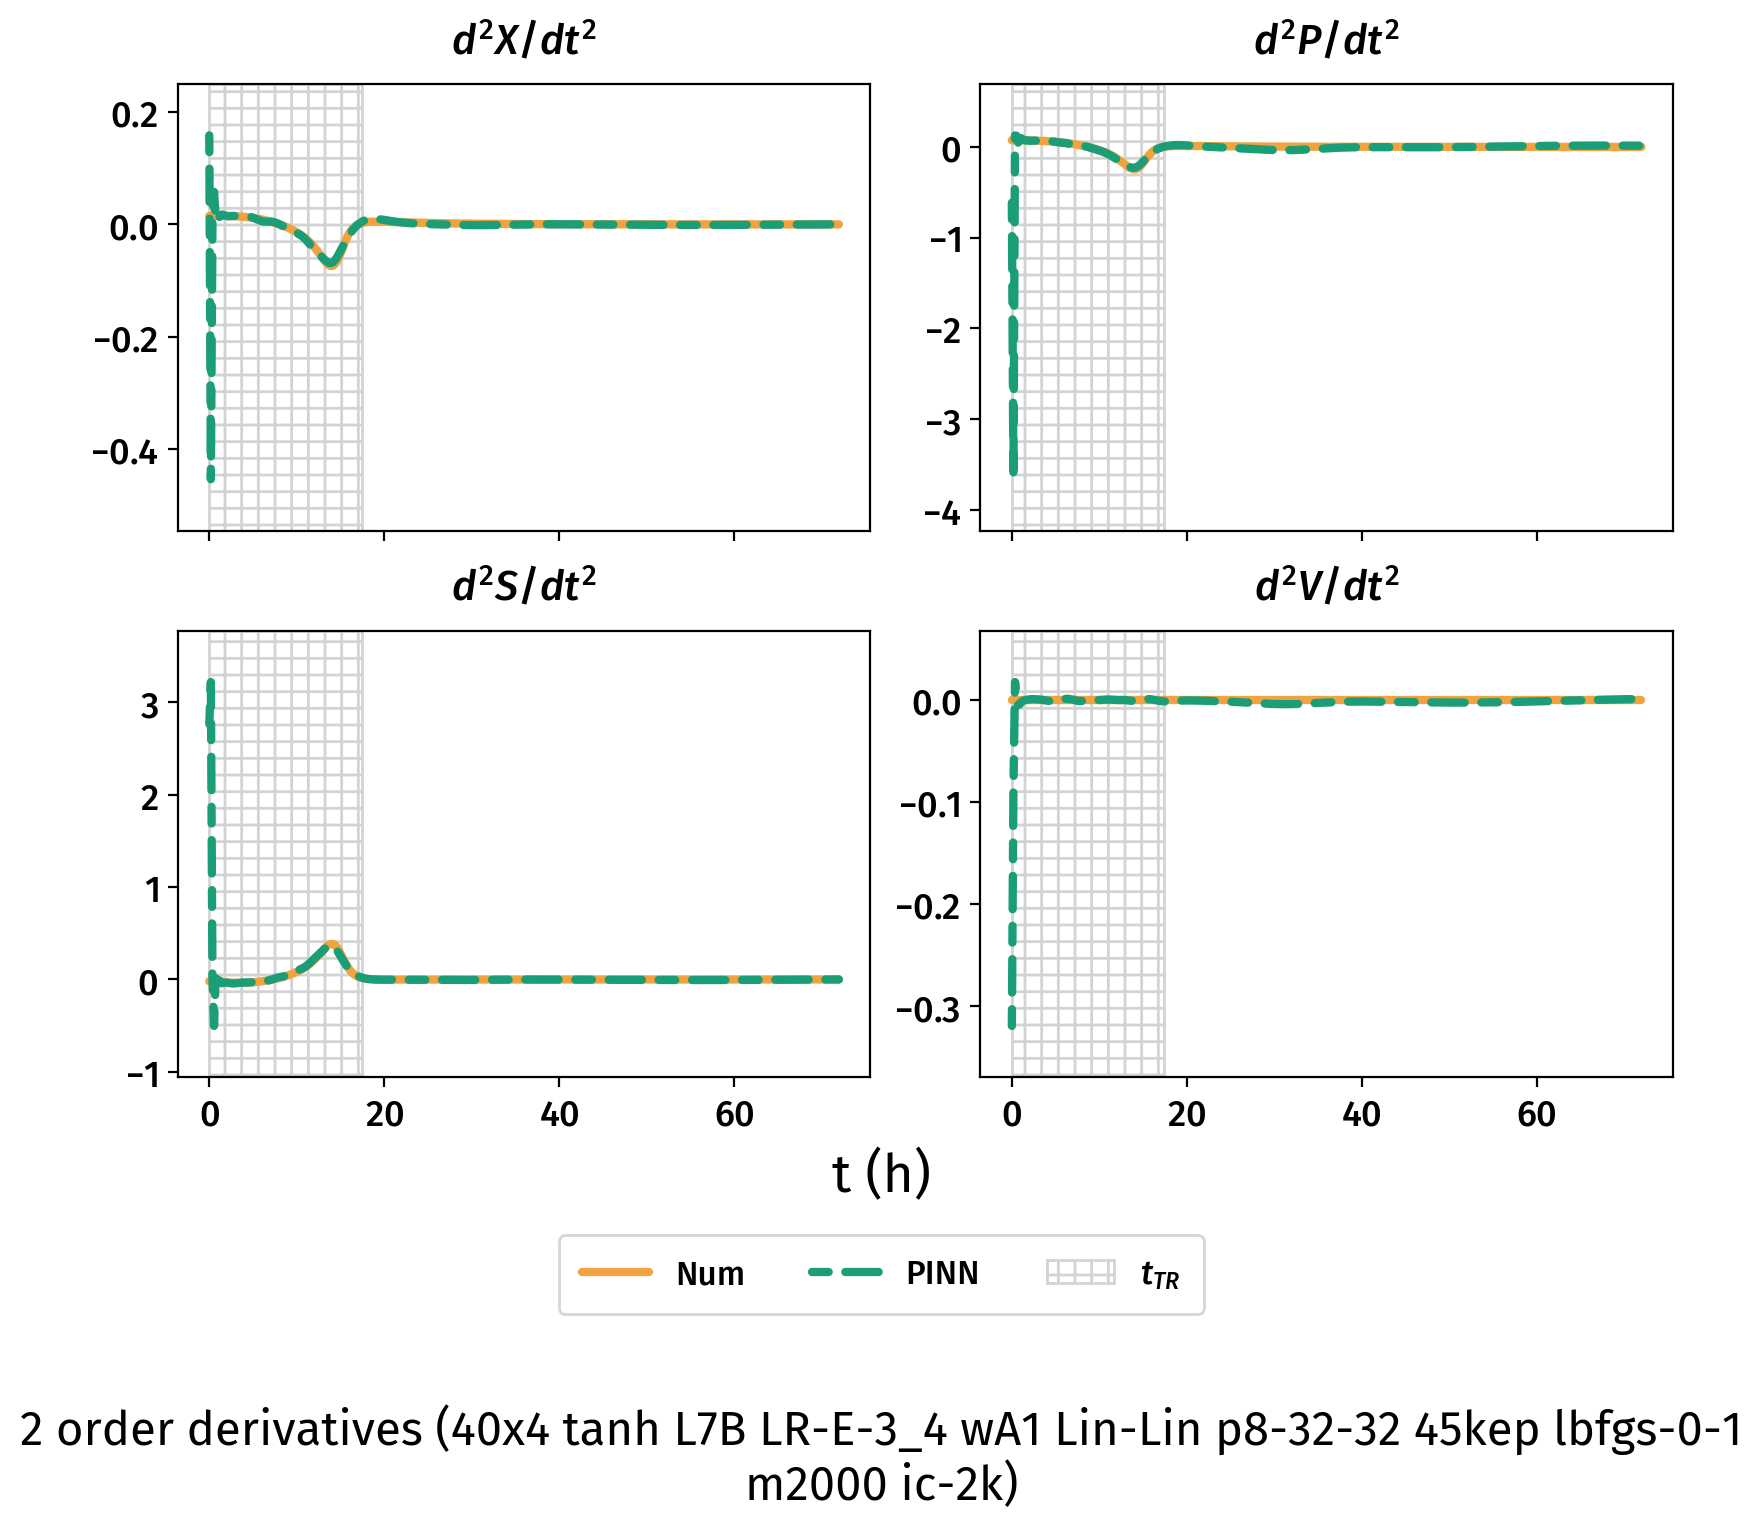 d²X/dt²
d²P/dt²
0.2
0.0
−0.2
−0.4
0
−1
−2
−3
−4
d²S/dt²
d²V/dt²
3
2
1
0
−1
0.0
−0.1
−0.2
−0.3
0 20 40 60
0 20 40 60
t (h)
Num PINN t_TR
2 order derivatives (40x4 tanh L7B LR-E-3_4 wA1 Lin-Lin p8-32-32 45kep lbfgs-0-1
m2000 ic-2k)